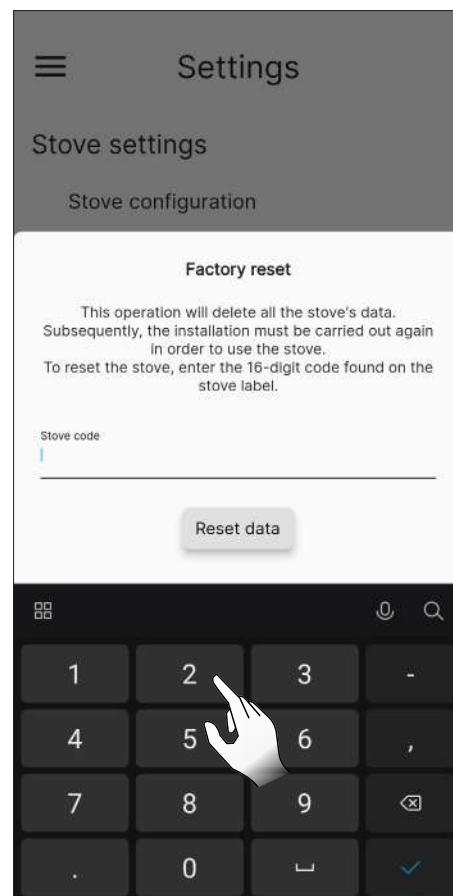 Settings
Stove settings
Stove configuration
Factory reset
This operation will delete all the stove's data.
Subsequently, the installation must be carried out again
in order to use the stove.
To reset the stove, enter the 16-digit code found on the
stove label.
Stove code
Reset data
1 2 3 -
4 5 6 ,
7 8 9
. 0